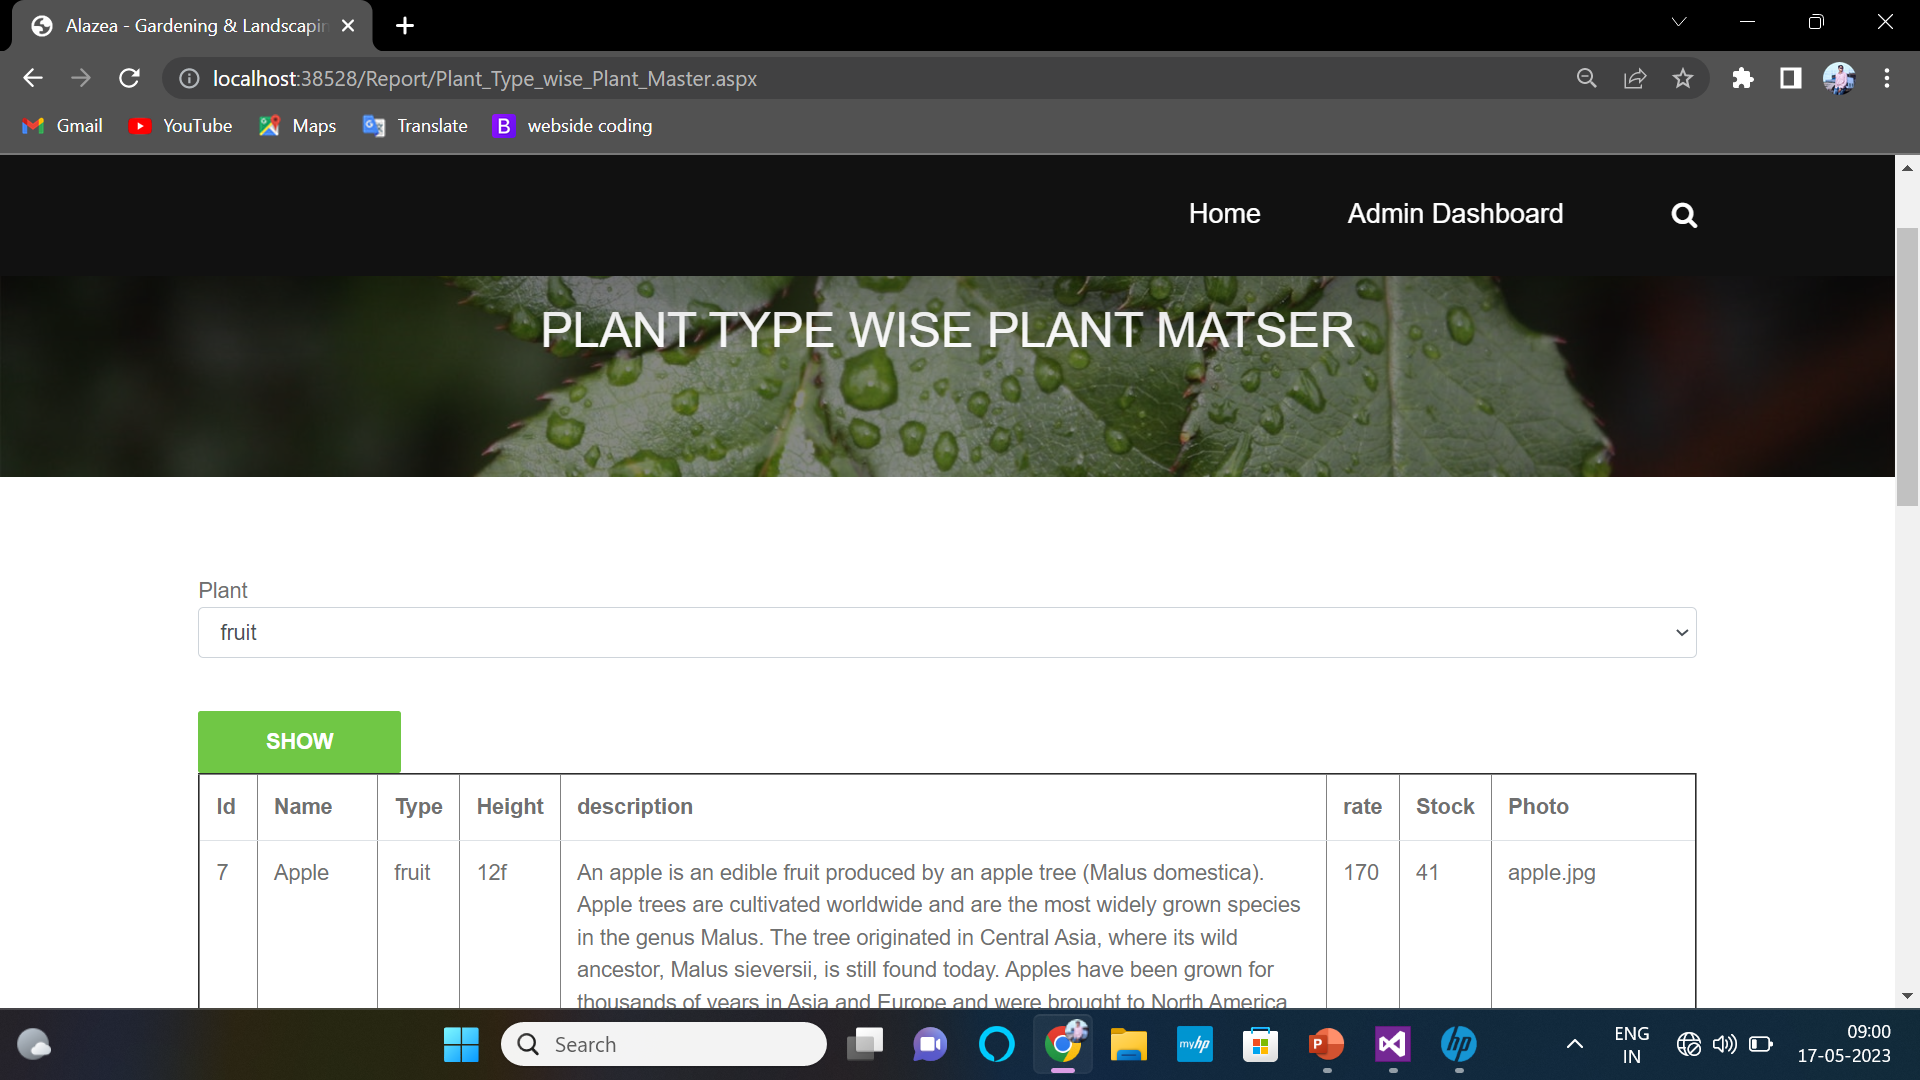 Alazea - Gardening & Landscapin
localhost:38528/Report/Plant_Type_wise_Plant_Master.aspx
Gmail
YouTube
Maps
Translate
B
webside coding
Home
Admin Dashboard
PLANT TYPE WISE PLANT MATSER
Plant
fruit
SHOW
Id Name Type Height description rate Stock Photo
7 Apple fruit 12f An apple is an edible fruit produced by an apple tree (Malus domestica). 170 41 apple.jpg
Apple trees are cultivated worldwide and are the most widely grown species
in the genus Malus. The tree originated in Central Asia, where its wild
ancestor, Malus sieversii, is still found today. Apples have been grown for
thousands of years in Asia and Europe and were brought to North America
Search
myhp
P
hp
ENG
IN
09:00
17-05-2023